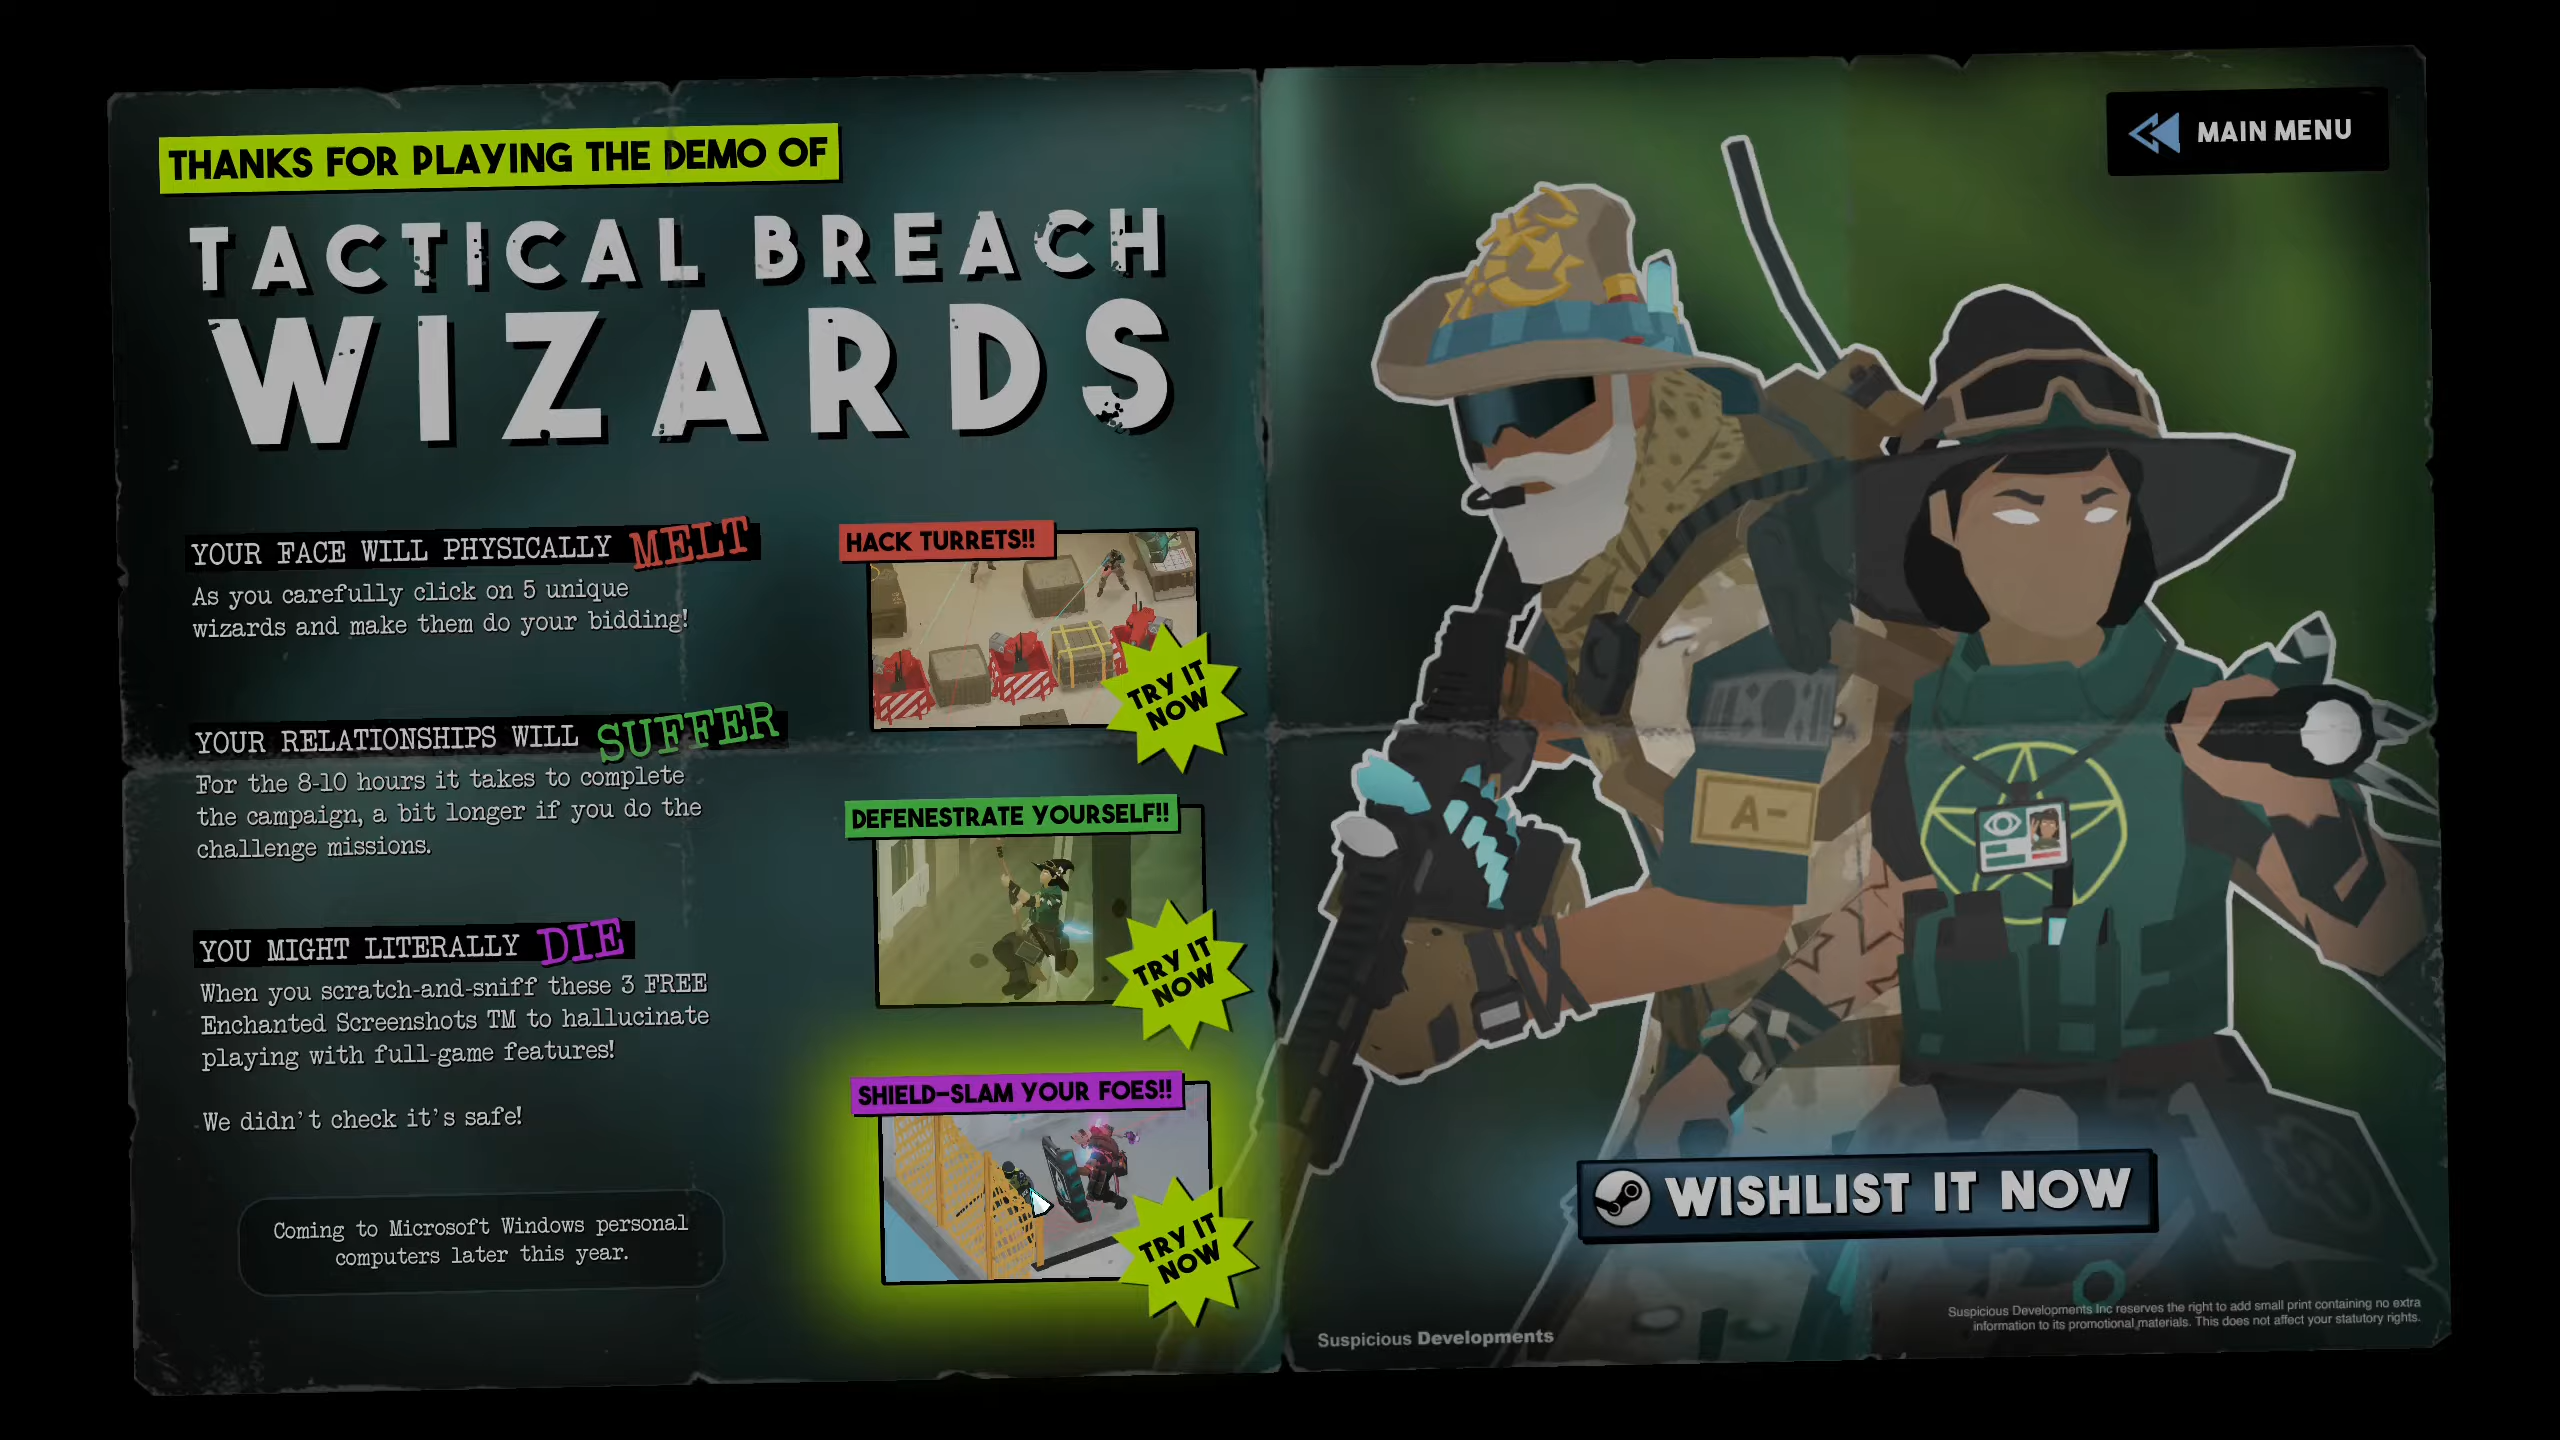 THANKS FOR PLAYING THE DEMO OF
TACTICAL BREACH
WIZARDS
YOUR FACE WILL PHYSICALLY MELT
As you carefully click on 5 unique
wizards and make them do your bidding!
YOUR RELATIONSHIPS WILL SUFFER
For the 8-10 hours it takes to complete
the campaign, a bit longer if you do the
challenge missions.
YOU MIGHT LITERALLY DIE
When you scratch-and-sniff these 3 FREE
Enchanted Screenshots TM to hallucinate
playing with full-game features!
We didn't check it's safe!
Coming to Microsoft Windows personal
computers later this year.
HACK TURRETS!!
TRY IT
NOW
DEFENESTRATE YOURSELF!!
TRY IT
NOW
SHIELD-SLAM YOUR FOES!!
TRY IT
NOW
MAIN MENU
A-
WISHLIST IT NOW
Suspicious Developments
Suspicious Developments Inc reserves the right to add small print containing no extra
information to its promotional materials. This does not affect your statutory rights.